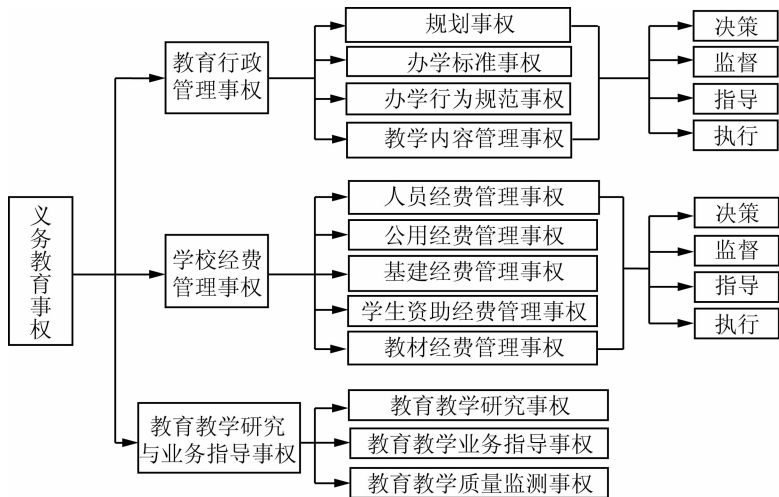 规划事权
决策
教育行政
管理事权
办学标准事权
监督
办学行为规范事权
指导
教学内容管理事权
执行
义务教育事权
人员经费管理事权
决策
公用经费管理事权
监督
学校经费
管理事权
基建经费管理事权
指导
学生资助经费管理事权
执行
教材经费管理事权
教育教学研究
与业务指导事权
教育教学研究事权
教育教学业务指导事权
教育教学质量监测事权